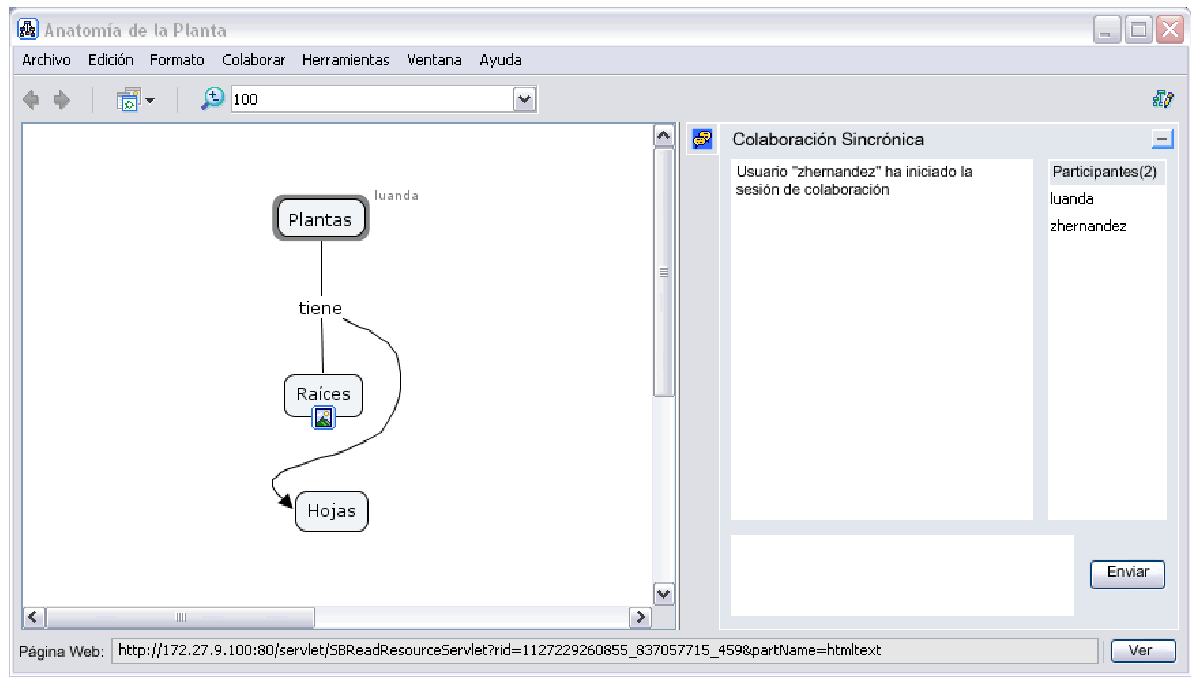 Anatomía de la Planta
Archivo Edición Formato Colaborar Herramientas Ventana Ayuda
100
Colaboración Sincrónica
Usuario "zhernandez" ha iniciado la
sesión de colaboración
Participantes(2)
luanda
zhernandez
luanda
Plantas
tiene
Raíces
Hojas
Enviar
Página Web: http://172.27.9.100:80/servlet/SBReadResourceServlet?rid=1127229260855_837057715_459&partName=htmltext Ver